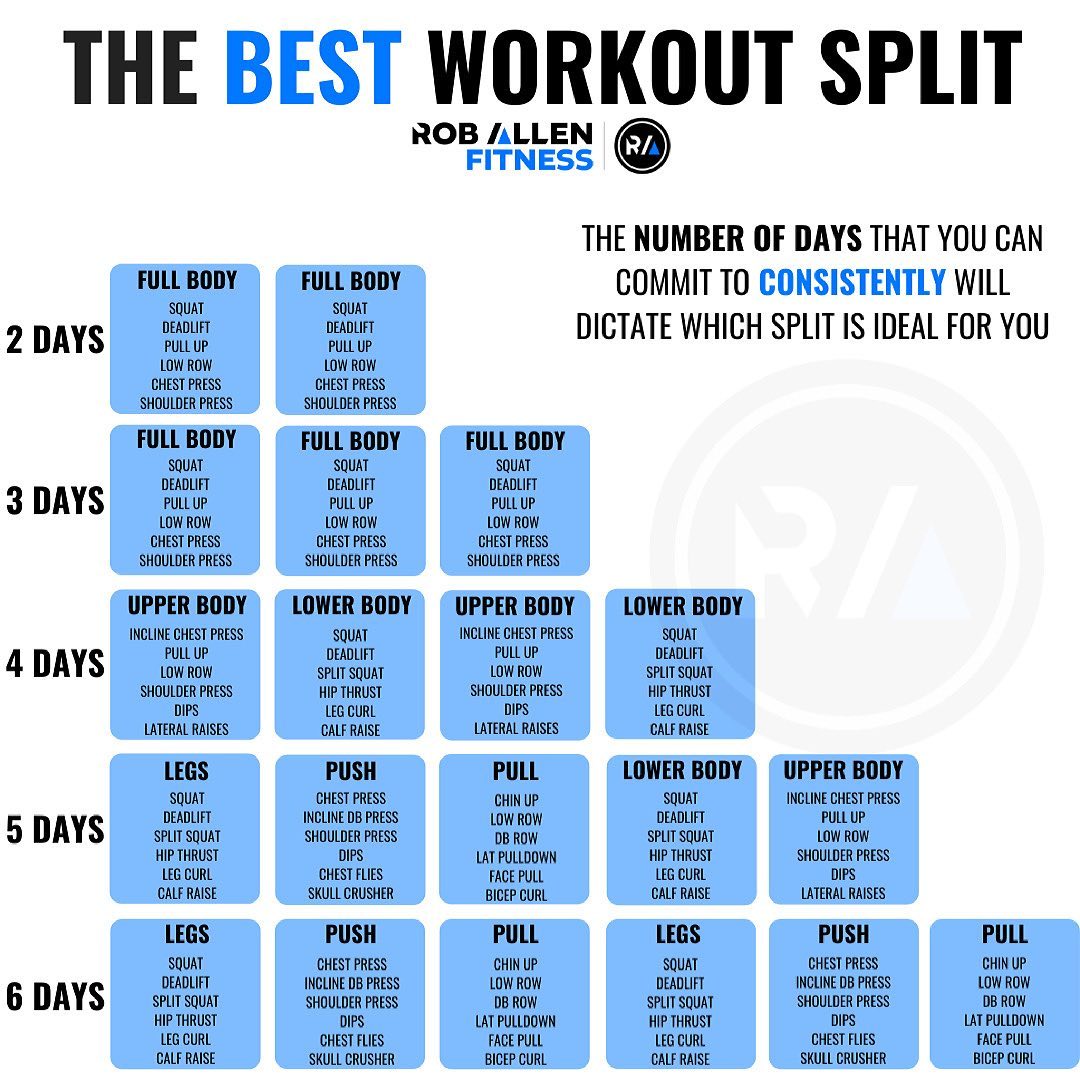 THE BEST WORKOUT SPLIT
ROB ALLEN
FITNESS
RA
THE NUMBER OF DAYS THAT YOU CAN
COMMIT TO CONSISTENTLY WILL
DICTATE WHICH SPLIT IS IDEAL FOR YOU
2 DAYS
FULL BODY
SQUAT
DEADLIFT
PULL UP
LOW ROW
CHEST PRESS
SHOULDER PRESS
FULL BODY
SQUAT
DEADLIFT
PULL UP
LOW ROW
CHEST PRESS
SHOULDER PRESS
3 DAYS
FULL BODY
SQUAT
DEADLIFT
PULL UP
LOW ROW
CHEST PRESS
SHOULDER PRESS
FULL BODY
SQUAT
DEADLIFT
PULL UP
LOW ROW
CHEST PRESS
SHOULDER PRESS
FULL BODY
SQUAT
DEADLIFT
PULL UP
LOW ROW
CHEST PRESS
SHOULDER PRESS
RA
4 DAYS
UPPER BODY
INCLINE CHEST PRESS
PULL UP
LOW ROW
SHOULDER PRESS
DIPS
LATERAL RAISES
LOWER BODY
SQUAT
DEADLIFT
SPLIT SQUAT
HIP THRUST
LEG CURL
CALF RAISE
UPPER BODY
INCLINE CHEST PRESS
PULL UP
LOW ROW
SHOULDER PRESS
DIPS
LATERAL RAISES
LOWER BODY
SQUAT
DEADLIFT
SPLIT SQUAT
HIP THRUST
LEG CURL
CALF RAISE
5 DAYS
LEGS
SQUAT
DEADLIFT
SPLIT SQUAT
HIP THRUST
LEG CURL
CALF RAISE
PUSH
CHEST PRESS
INCLINE DB PRESS
SHOULDER PRESS
DIPS
CHEST FLIES
SKULL CRUSHER
PULL
CHIN UP
LOW ROW
DB ROW
LAT PULLDOWN
FACE PULL
BICEP CURL
LOWER BODY
SQUAT
DEADLIFT
SPLIT SQUAT
HIP THRUST
LEG CURL
CALF RAISE
UPPER BODY
INCLINE CHEST PRESS
PULL UP
LOW ROW
SHOULDER PRESS
DIPS
LATERAL RAISES
6 DAYS
LEGS
SQUAT
DEADLIFT
SPLIT SQUAT
HIP THRUST
LEG CURL
CALF RAISE
PUSH
CHEST PRESS
INCLINE DB PRESS
SHOULDER PRESS
DIPS
CHEST FLIES
SKULL CRUSHER
PULL
CHIN UP
LOW ROW
DB ROW
LAT PULLDOWN
FACE PULL
BICEP CURL
LEGS
SQUAT
DEADLIFT
SPLIT SQUAT
HIP THRUST
LEG CURL
CALF RAISE
PUSH
CHEST PRESS
INCLINE DB PRESS
SHOULDER PRESS
DIPS
CHEST FLIES
SKULL CRUSHER
PULL
CHIN UP
LOW ROW
DB ROW
LAT PULLDOWN
FACE PULL
BICEP CURL